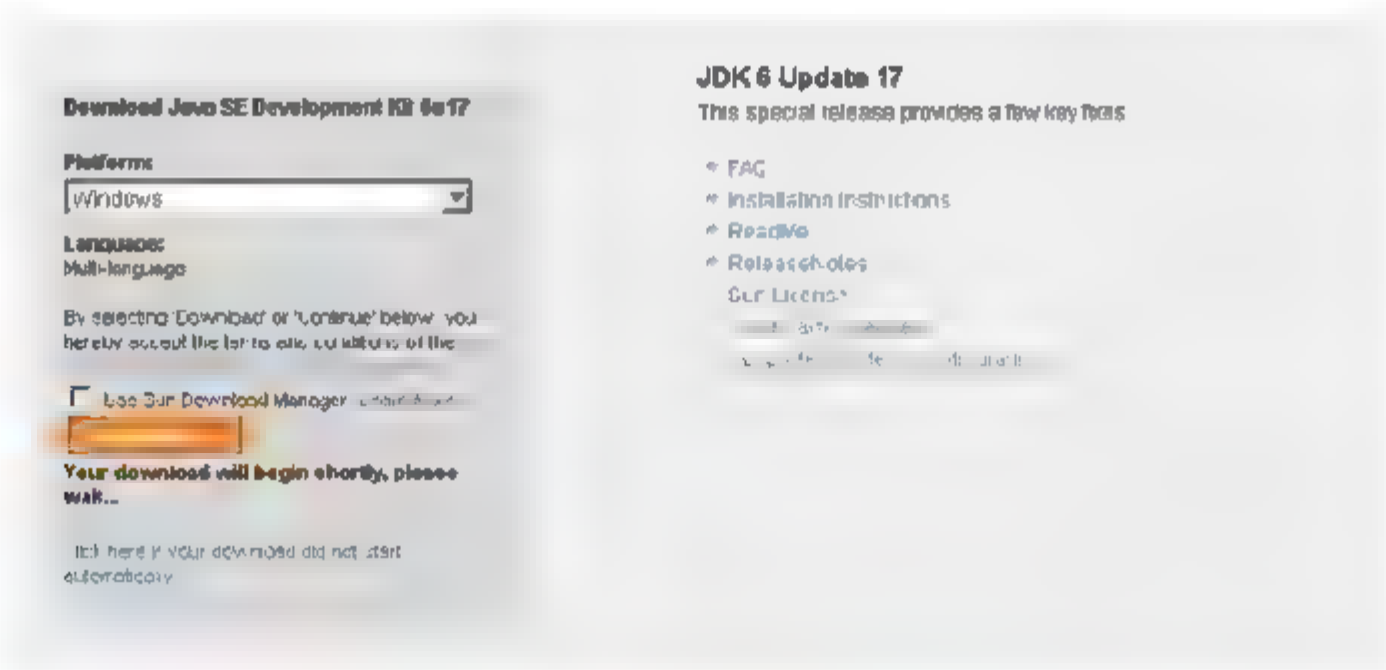 Download Java SE Development Kit 6u17
Platform:
Windows
Language:
Multi-language
By selecting 'Download' or 'Continue' below, you
hereby accept the terms and conditions of the
Use Sun Download Manager
Your download will begin shortly, please
wait...
here if your download did not start
automatically
JDK 6 Update 17
This special release provides a few key fixes
FAQ
Installation Instructions
ReadMe
ReleaseNotes
Sun License